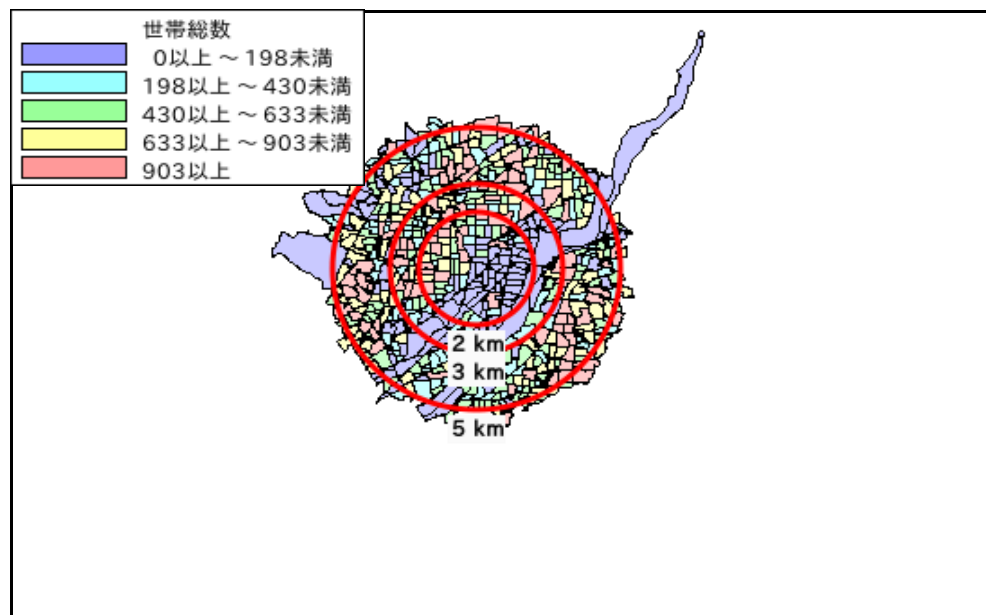 世帯総数
0以上 ~ 198未満
198以上 ~ 430未満
430以上 ~ 633未満
633以上 ~ 903未満
903以上
2 km
3 km
5 km